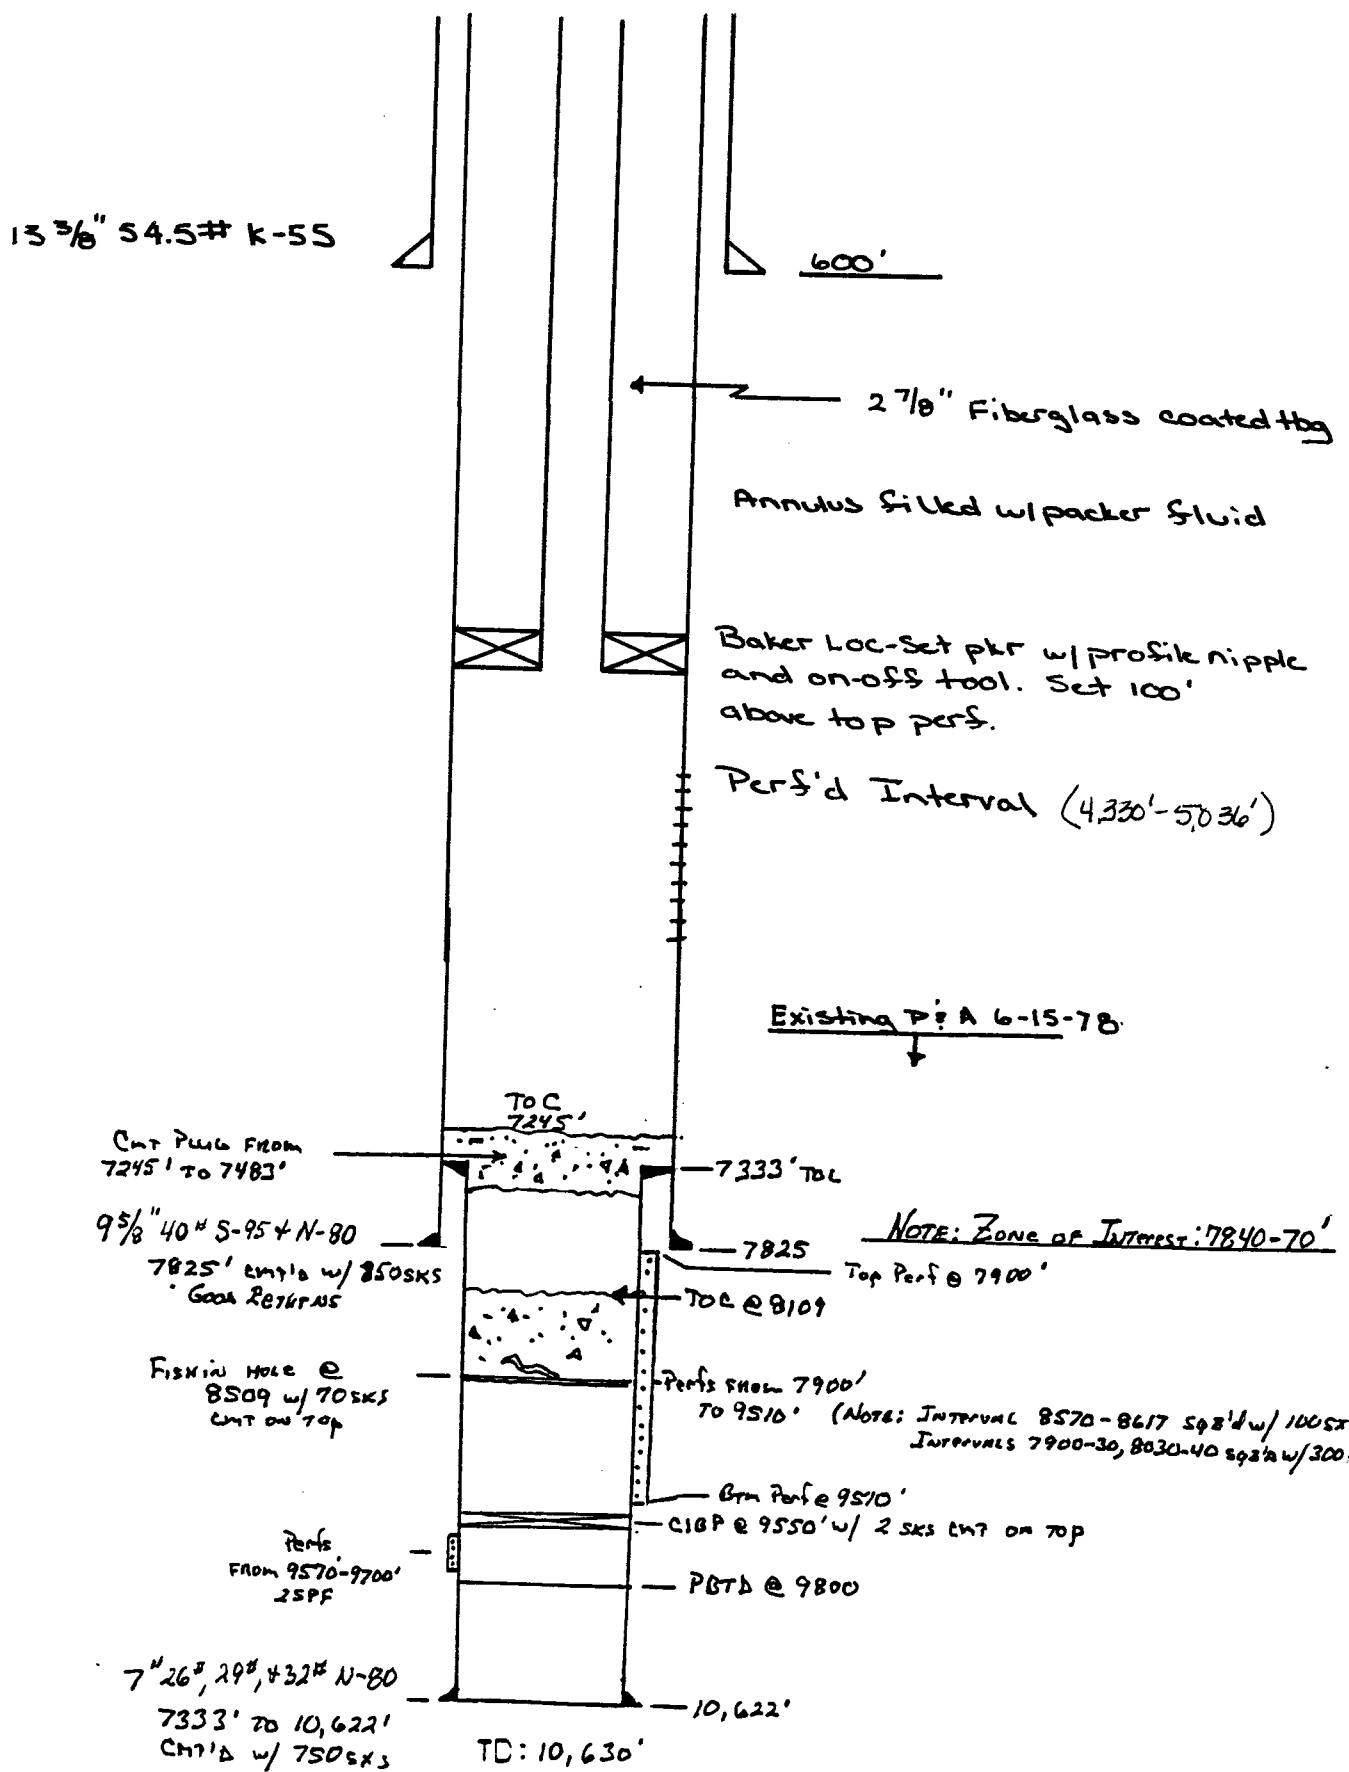 13 3/8" 54.5# K-55
600'
2 7/8" Fiberglass coated tbg
Annulus filled w/packer fluid
Baker Loc-Set pkr w/profile nipple
and on-off tool. Set 100'
above top perf.
Perf'd Interval (4,330'-5,036')
Existing P & A 6-15-78
TOC
7245'
CMT PLUG FROM
7245' TO 7483'
7333' TOL
9 5/8" 40# S-95 + N-80
7825' CMT'D w/ 850SKS
GOOD RETURNS
7825
NOTE: ZONE OF INTEREST: 7840-70'
Top Perf @ 7900'
TOC @ 8109
FISH IN HOLE @
8509 w/ 70 SKS
CMT ON TOP
Perfs FROM 7900'
TO 9510' (NOTE: INTERVAL 8570-8617 SQZ'd w/ 100SX
INTERVALS 7900-30, 8030-40 SQZ'D w/300
Btm Perf @ 9510'
CIBP @ 9550' w/ 2 SKS CMT ON TOP
Perfs
FROM 9570'-9700'
2SPF
PBTD @ 9800
7" 26#, 29#, +32# N-80
7333' TO 10,622'
CMT'D w/ 750SXS
10,622'
TD: 10,630'